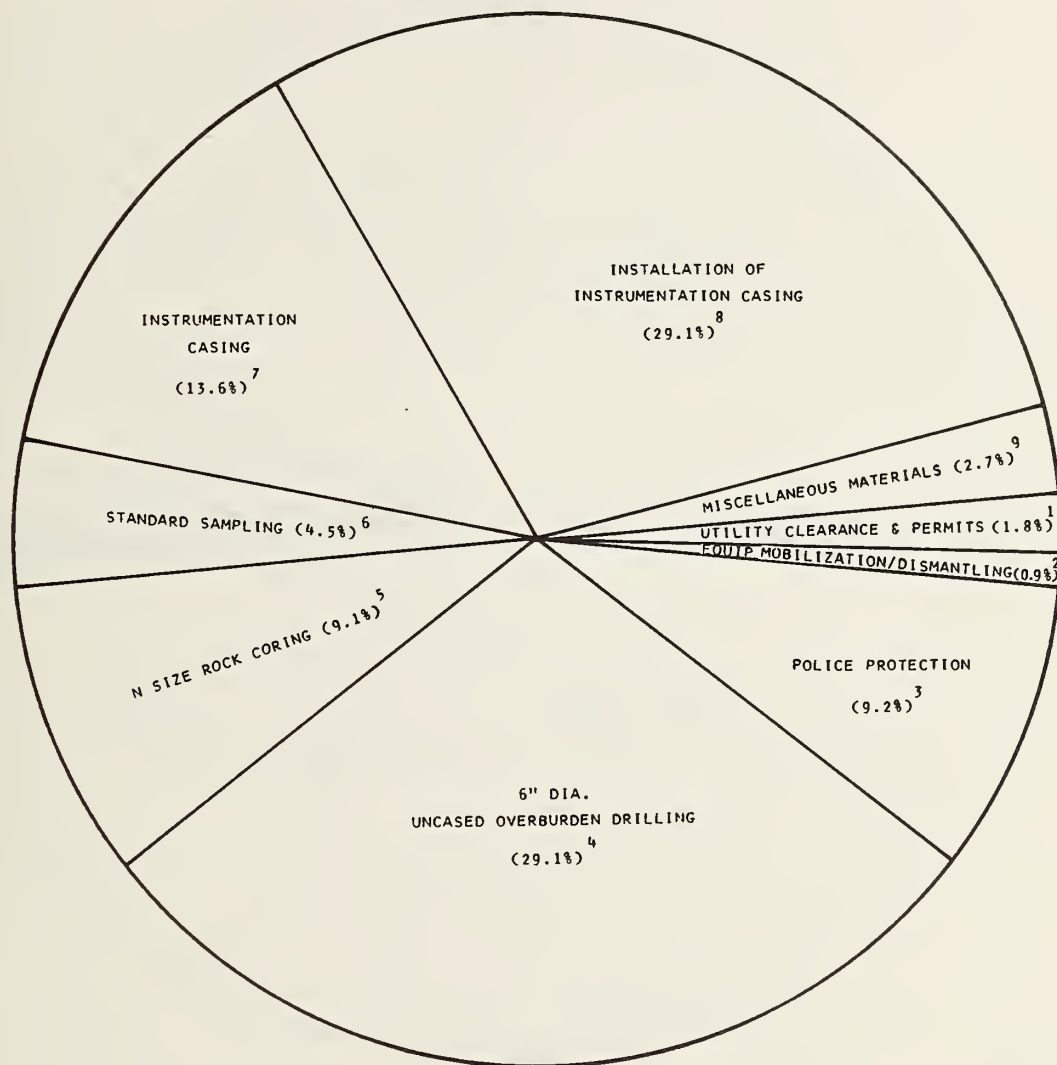 INSTALLATION OF
INSTRUMENTATION CASING
(29.1%)8
INSTRUMENTATION
CASING
(13.6%)7
MISCELLANEOUS MATERIALS (2.7%)9
UTILITY CLEARANCE & PERMITS (1.8%)1
EQUIP MOBILIZATION/DISMANTLING(0.9%)2
STANDARD SAMPLING (4.5%)6
N SIZE ROCK CORING (9.1%)5
POLICE PROTECTION
(9.2%)3
6" DIA.
UNCASED OVERBURDEN DRILLING
(29.1%)4